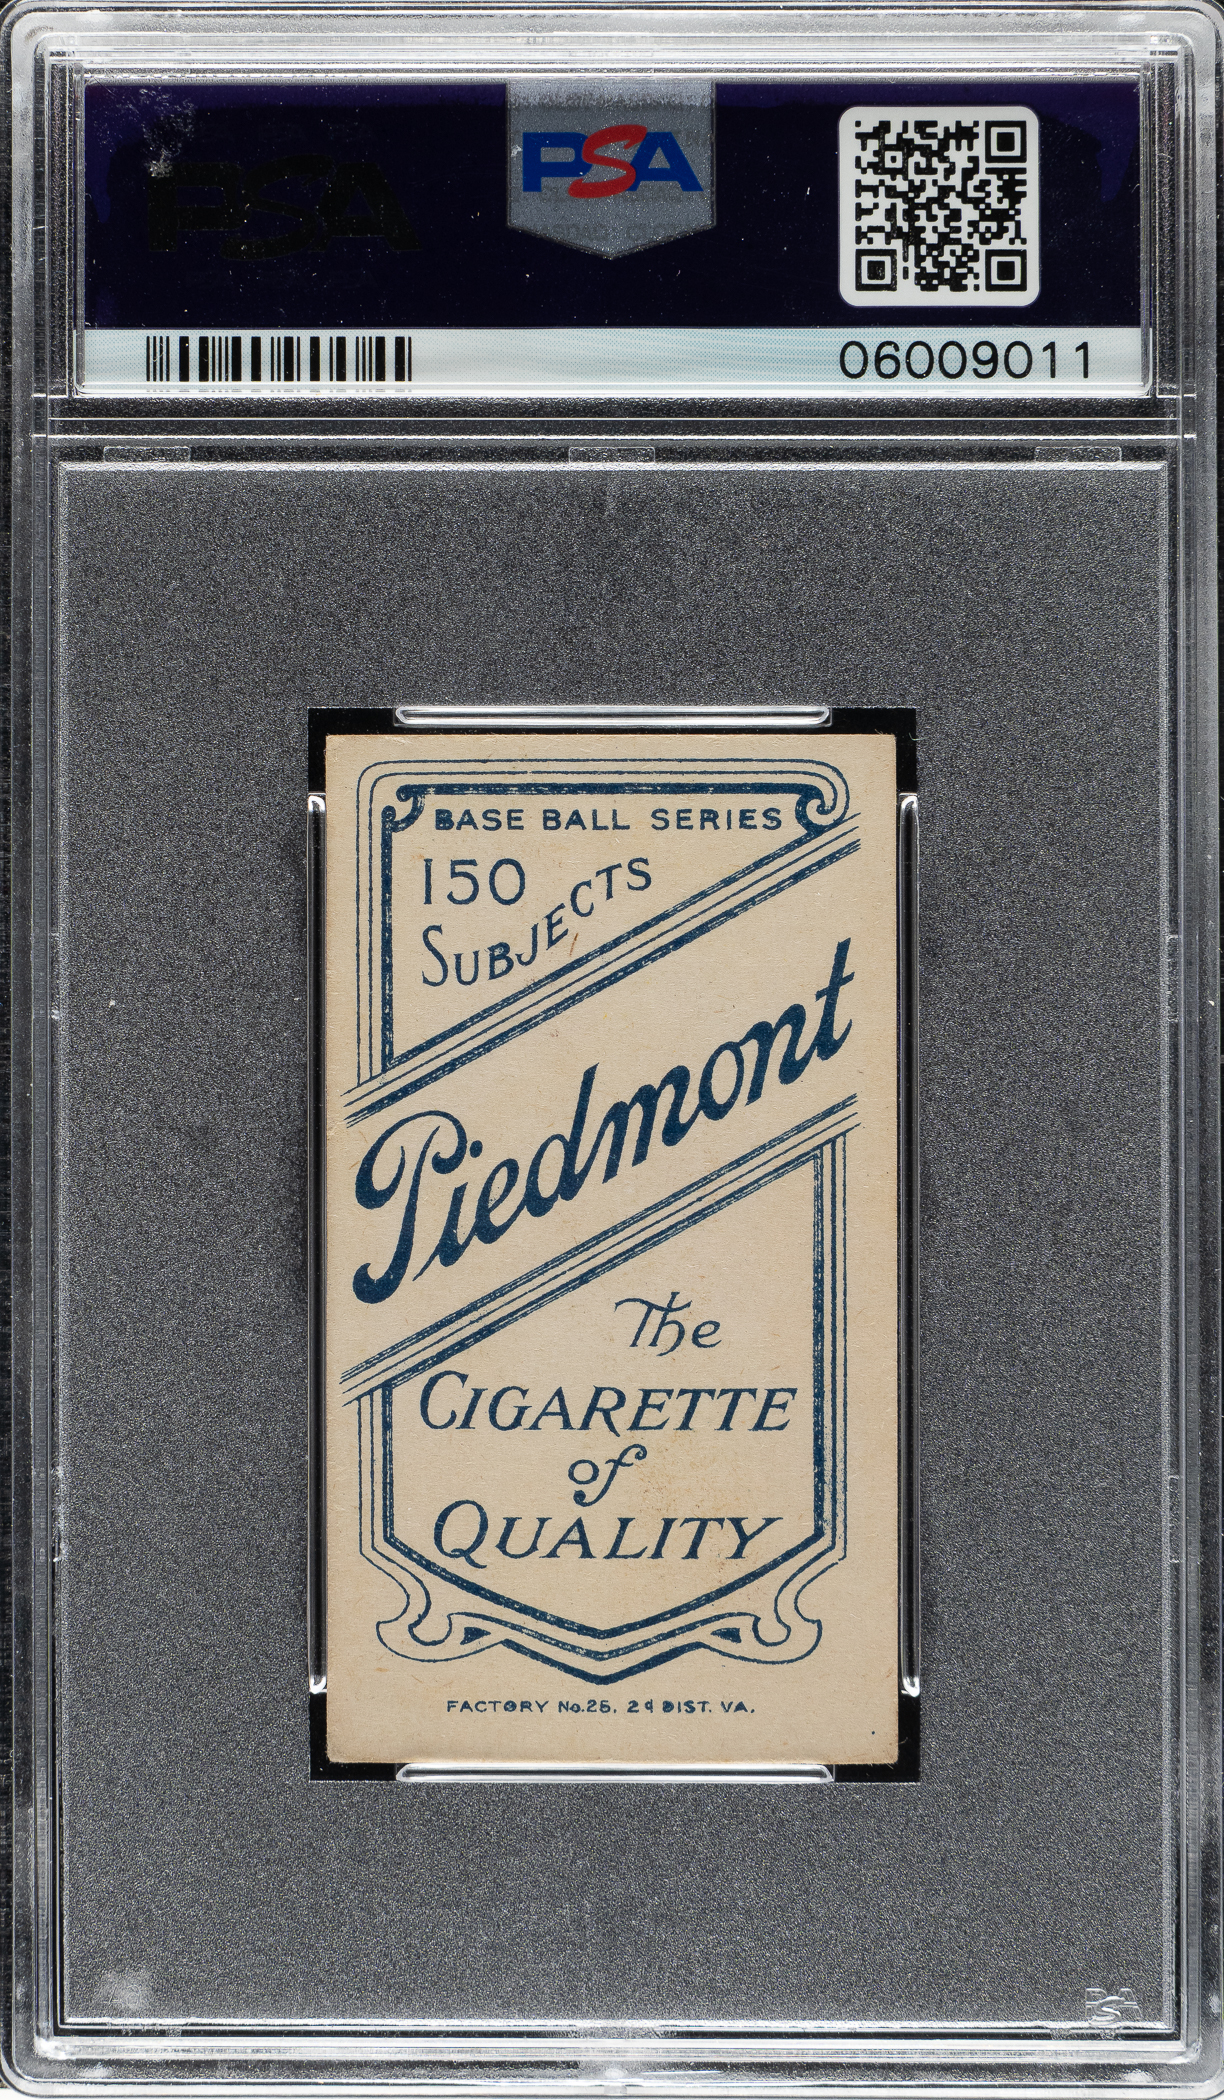 PSA
PSA
06009011
BASE BALL SERIES
150
SUBJECTS
Piedmont
The
CIGARETTE
of
QUALITY
FACTORY No.25, 2d DIST. VA.
PSA